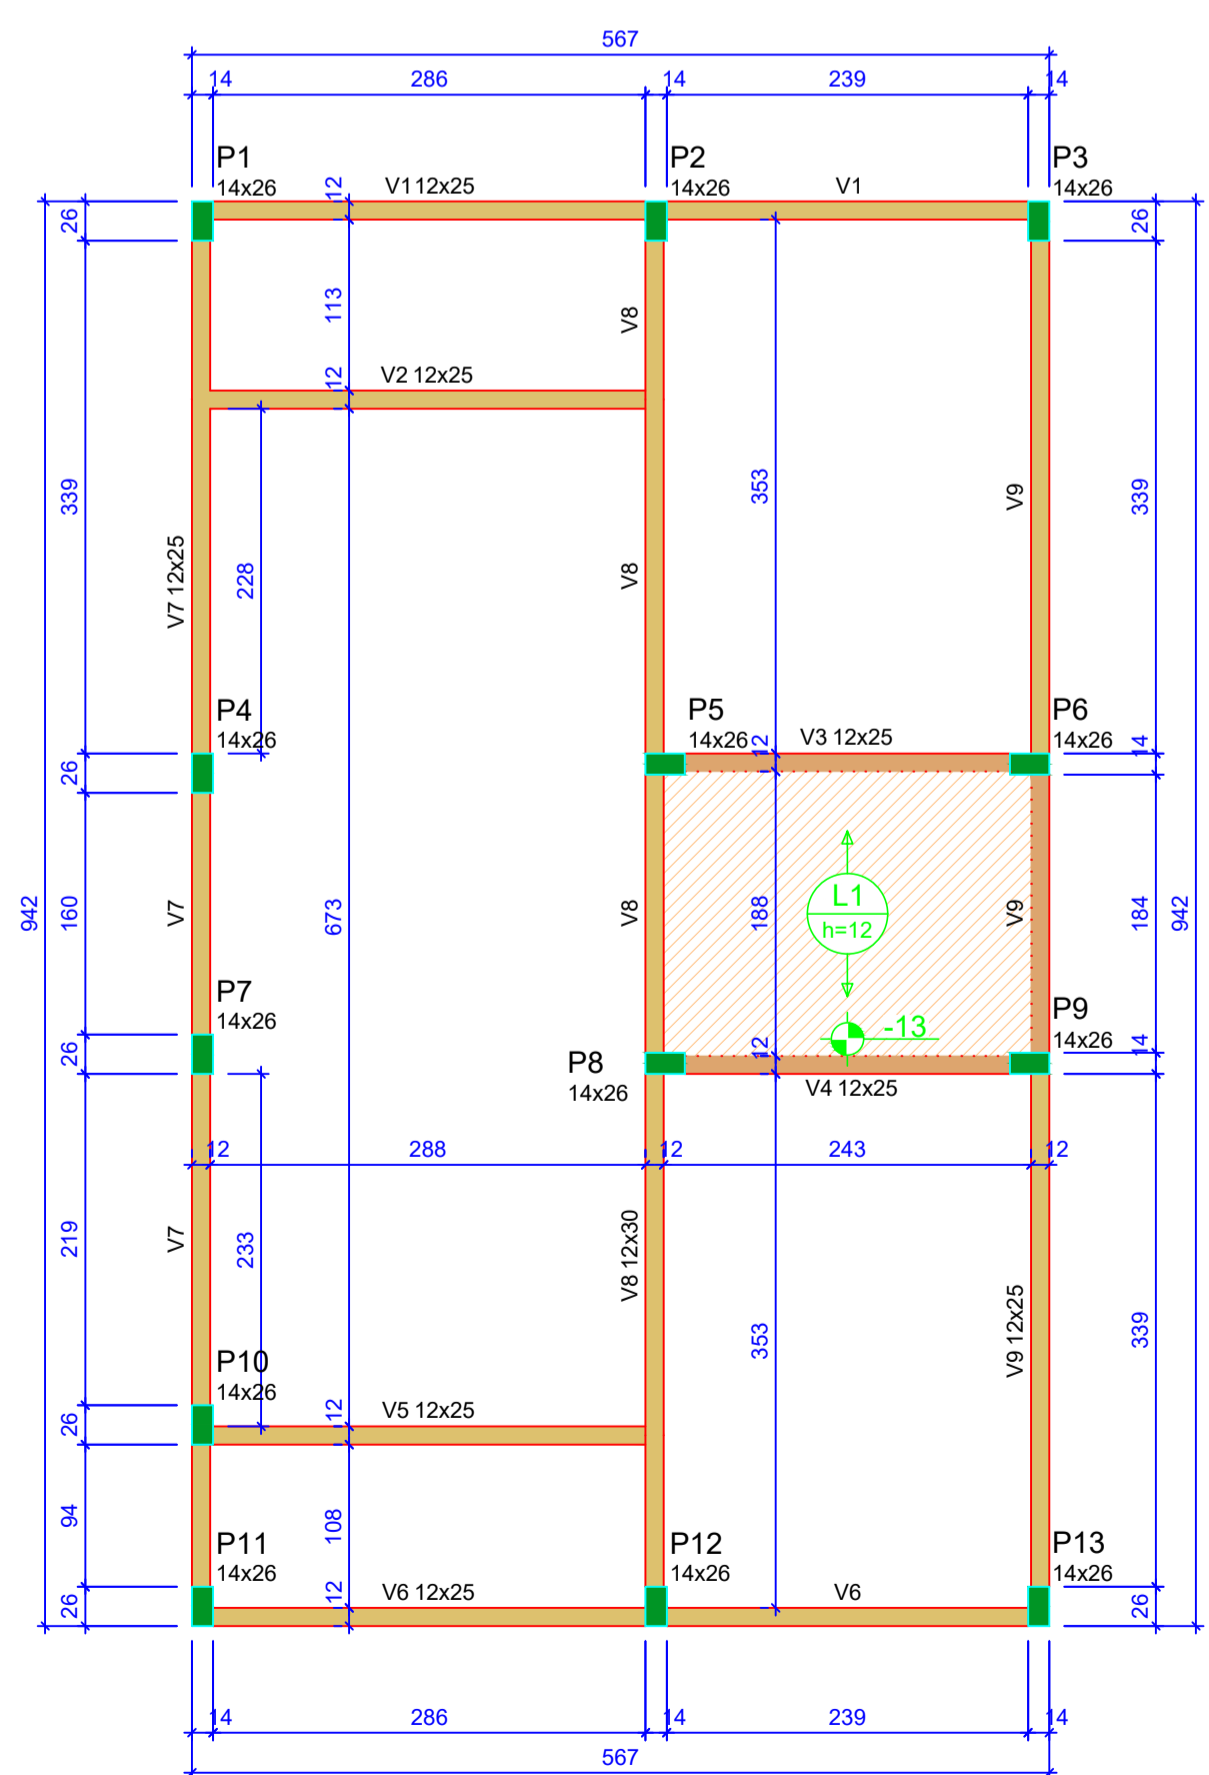 567
14 286 14 239 14
P1 P2 P3
14x26 V1 12x25 14x26 V1 14x26
12
26 26
113
V8
12 V2 12x25
339 353 V9 339
V7 12x25 228 V8
P4 P5 P6
14x26 14x26 V3 12x25 14x26
12 14
26
L1
h=12
942 160 V7 673 V8 188 V9 184 942
P7 P9
14x26 -13 14x26
26 12 14
P8
14x26 V4 12x25
12 288 12 243 12
219 V7 233 V8 12x30
353 V9 12x25 339
P10
14x26
26 12 V5 12x25
94 108
P11 P12 P13
14x26 14x26 14x26
26 12 V6 12x25 V6 26
14 286 14 239 14
567